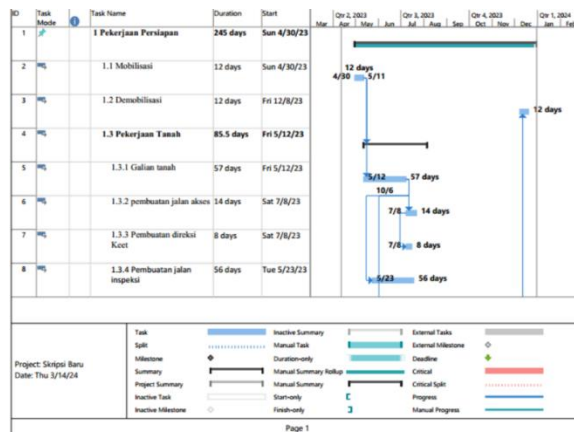 ID Task Mode Task Name Duration Start Qtr 2, 2023 Qtr 3, 2023 Qtr 4, 2023 Qtr 1, 2024
Mar Apr May Jun Jul Aug Sep Oct Nov Dec Jan Feb
1 1 Pekerjaan Persiapan 245 days Sun 4/30/23
2 1.1 Mobilisasi 12 days Sun 4/30/23
12 days
4/30 5/11
3 1.2 Demobilisasi 12 days Fri 12/8/23 12 days
4 1.3 Pekerjaan Tanah 85.5 days Fri 5/12/23
5 1.3.1 Galian tanah 57 days Fri 5/12/23 5/12 57 days
10/6
6 1.3.2 pembuatan jalan akses 14 days Sat 7/8/23 7/8 14 days
7 1.3.3 Pembuatan direksi Keet 8 days Sat 7/8/23 7/8 8 days
8 1.3.4 Pembuatan jalan inspeksi 56 days Tue 5/23/23 5/23 56 days
Project: Skripsi Baru
Date: Thu 3/14/24
Task Inactive Summary External Tasks
Split Manual Task External Milestone
Milestone Duration-only Deadline
Summary Manual Summary Rollup Critical
Project Summary Manual Summary Critical Split
Inactive Task Start-only Progress
Inactive Milestone Finish-only Manual Progress
Page 1